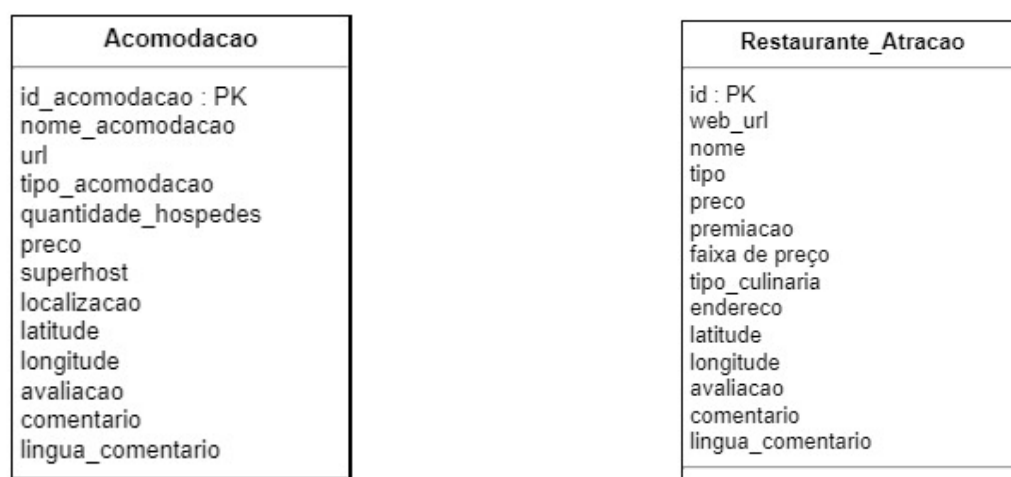 Acomodacao
id_acomodacao : PK
nome_acomodacao
url
tipo_acomodacao
quantidade_hospedes
preco
superhost
localizacao
latitude
longitude
avaliacao
comentario
lingua_comentario
Restaurante_Atracao
id : PK
web_url
nome
tipo
preco
premiacao
faixa de preço
tipo_culinaria
endereco
latitude
longitude
avaliacao
comentario
lingua_comentario